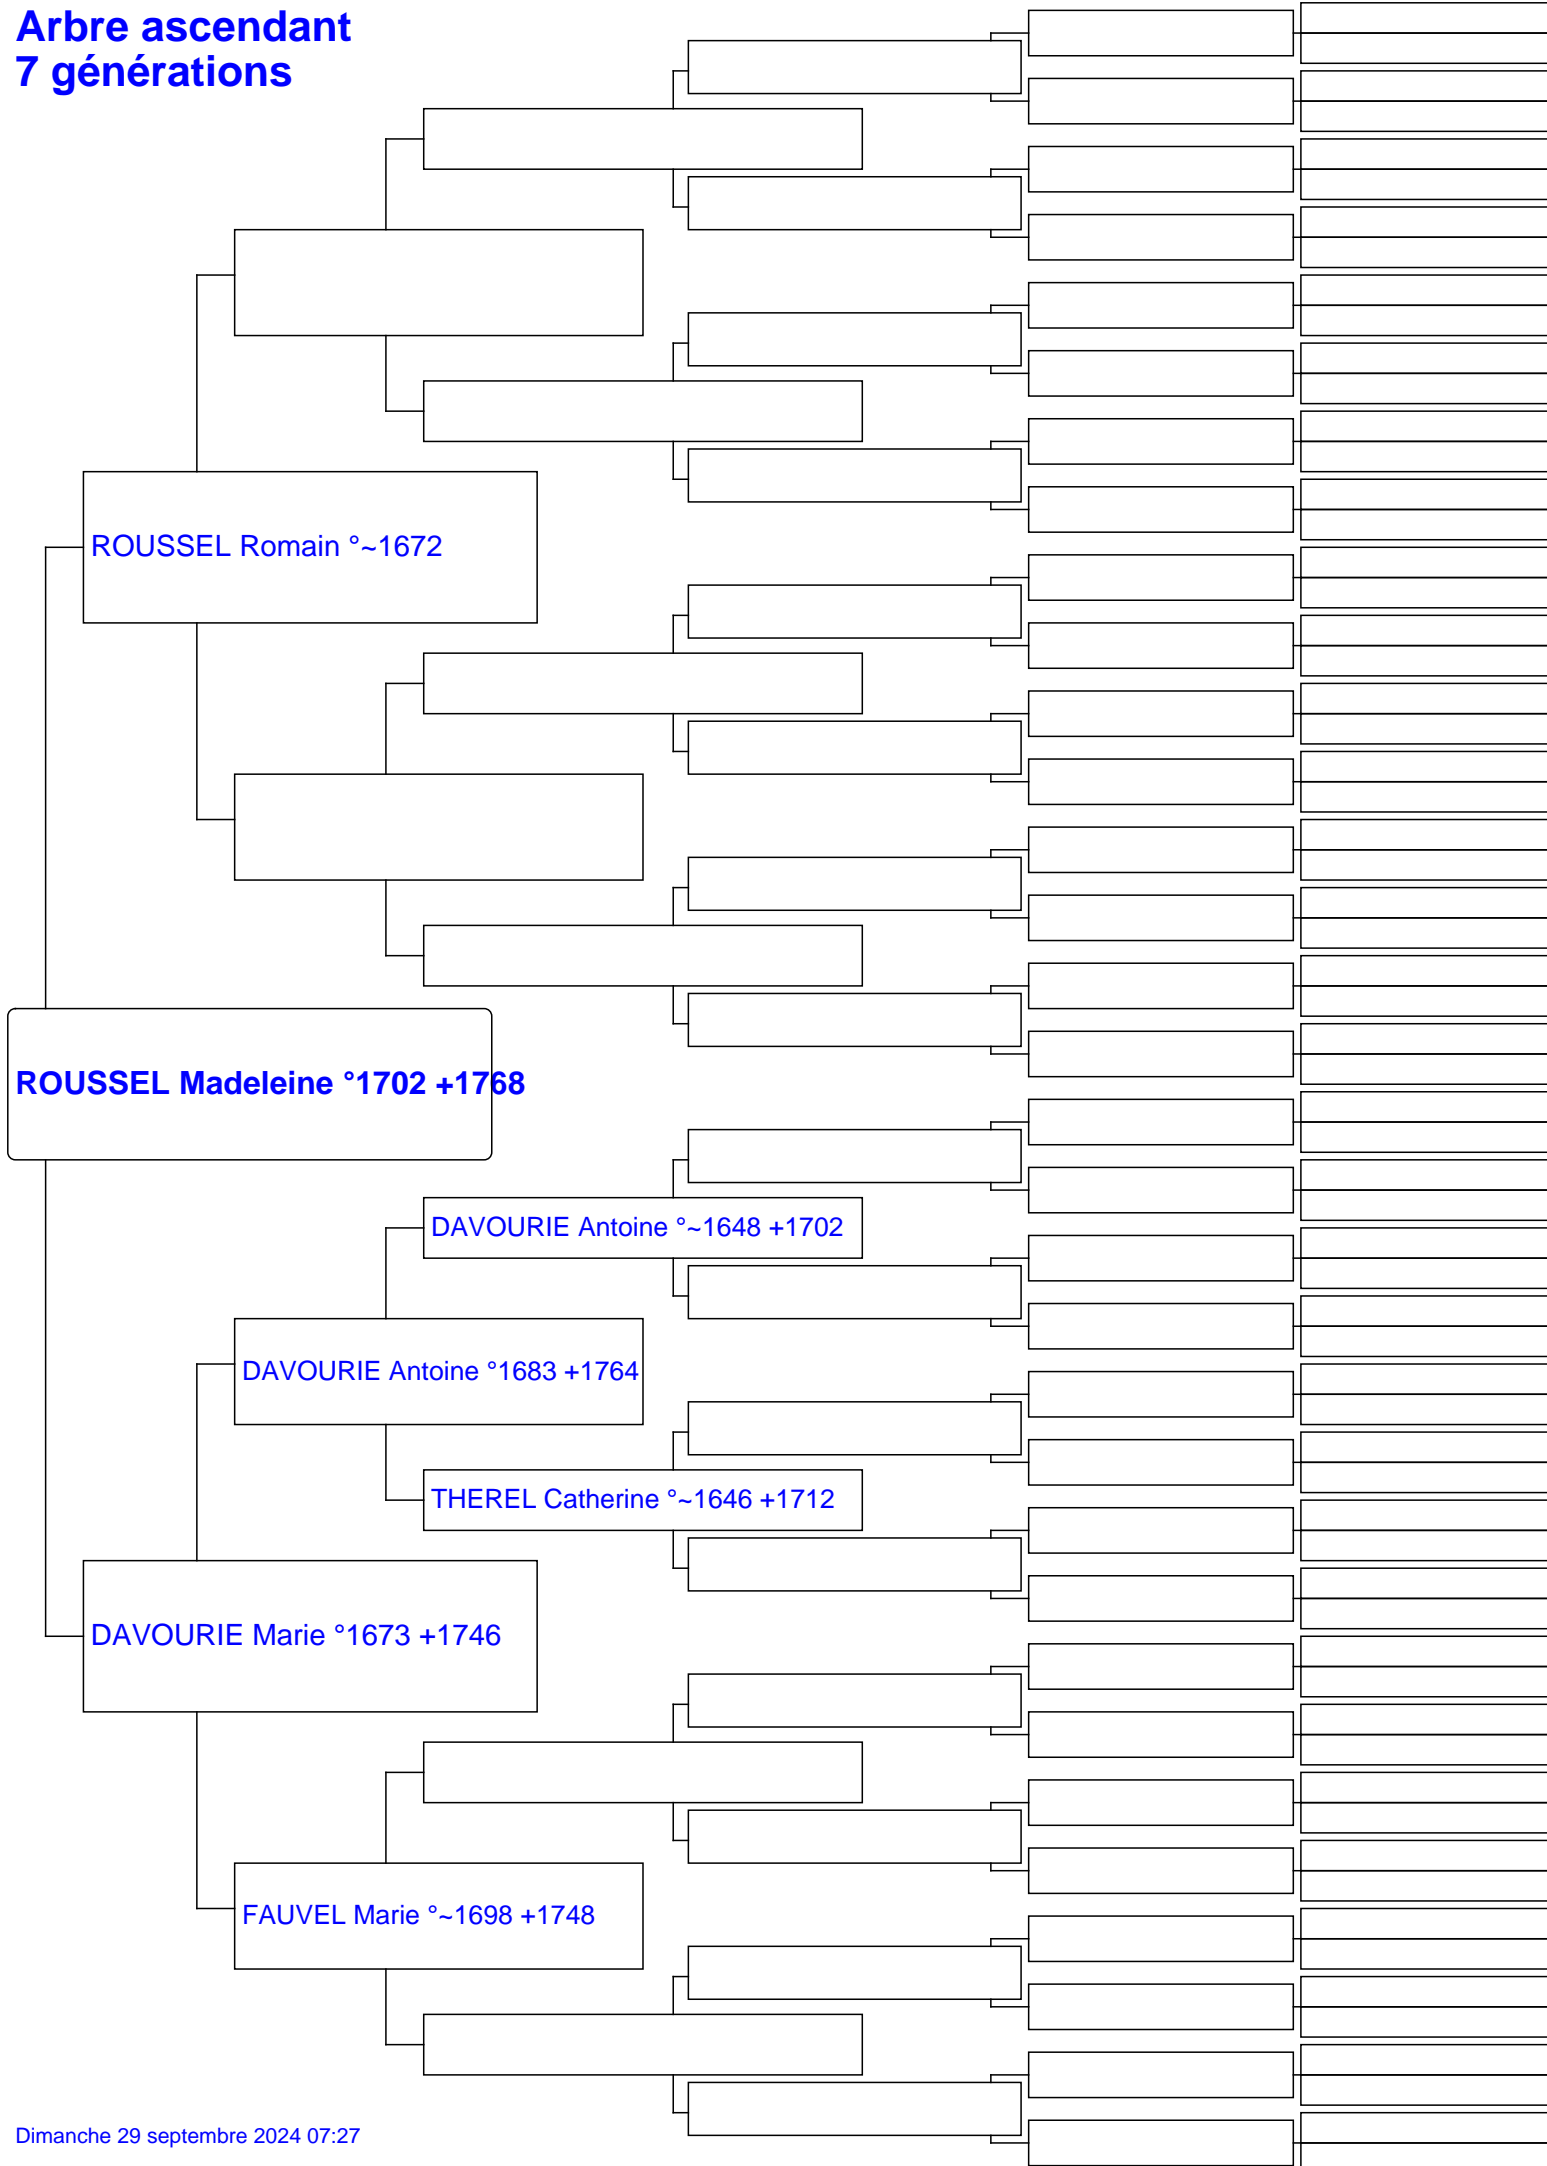 Arbre ascendant
7 générations
ROUSSEL Romain °~1672
ROUSSEL Madeleine °1702 +1768
DAVOURIE Antoine °~1648 +1702
DAVOURIE Antoine °1683 +1764
THEREL Catherine °~1646 +1712
DAVOURIE Marie °1673 +1746
FAUVEL Marie °~1698 +1748
Dimanche 29 septembre 2024 07:27